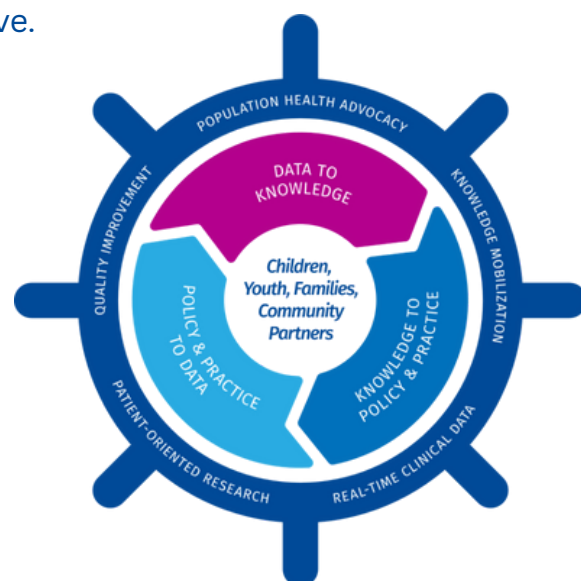 ve.
POPULATION HEALTH ADVOCACY
KNOWLEDGE MOBILIZATION
REAL-TIME CLINICAL DATA
PATIENT-ORIENTED RESEARCH
QUALITY IMPROVEMENT
DATA TO
KNOWLEDGE
KNOWLEDGE TO
POLICY & PRACTICE
POLICY & PRACTICE
TO DATA
Children,
Youth, Families,
Community
Partners